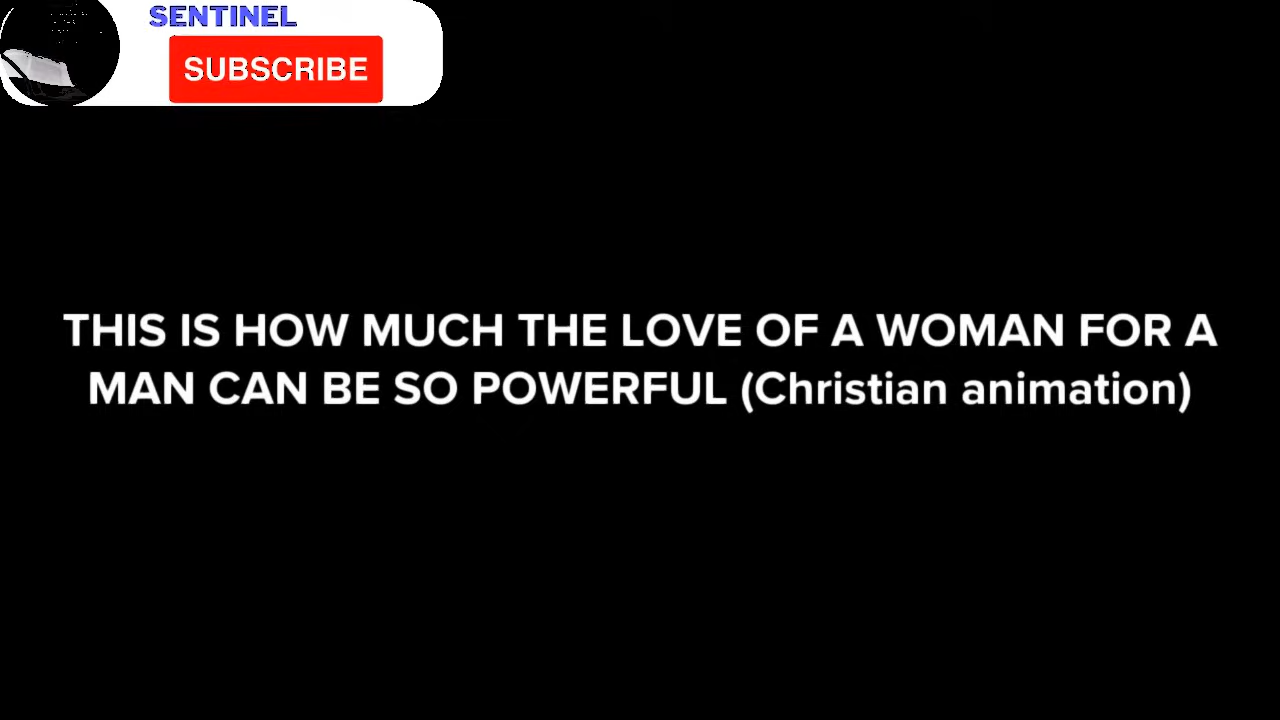 SENTINEL
SUBSCRIBE
THIS IS HOW MUCH THE LOVE OF A WOMAN FOR A
MAN CAN BE SO POWERFUL (Christian animation)